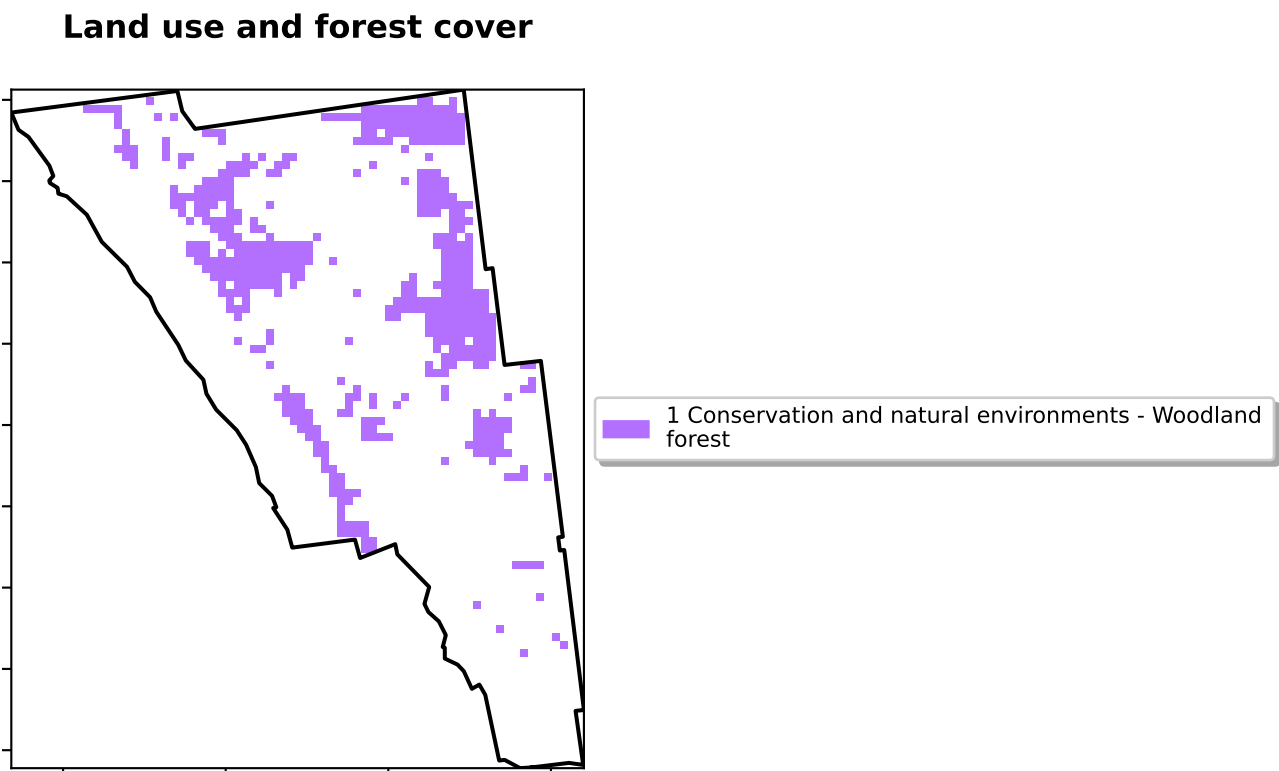 Land use and forest cover
1 Conservation and natural environments - Woodland
forest